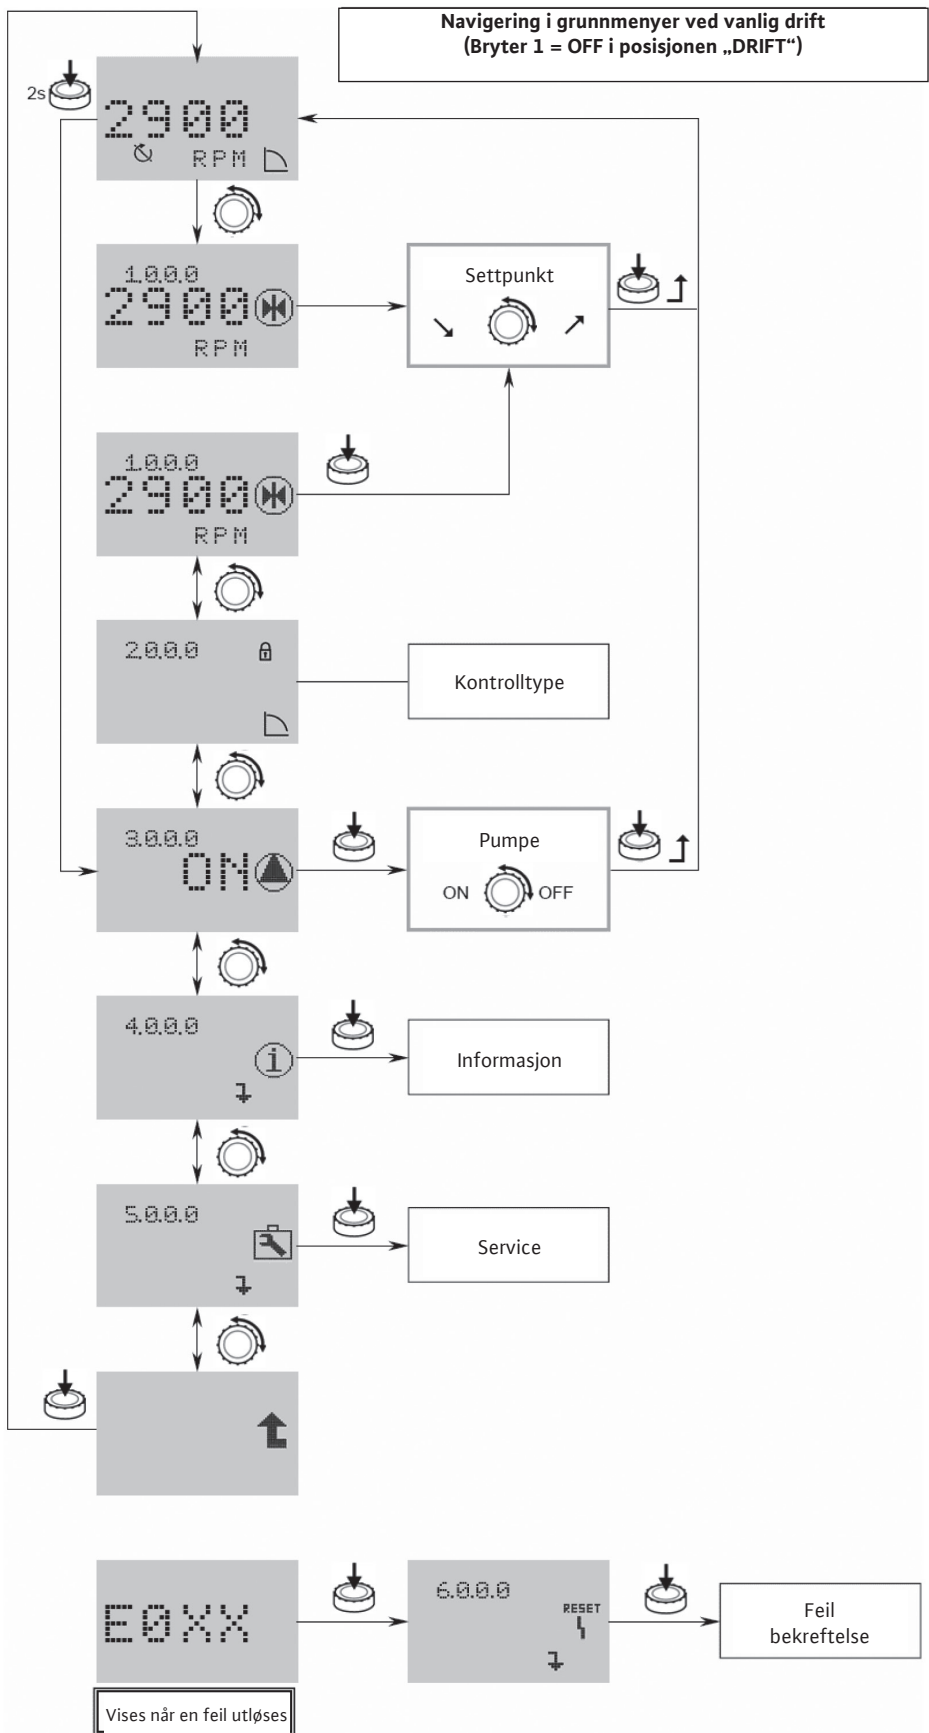 Navigering i grunnmenyer ved vanlig drift
(Bryter 1 = OFF i posisjonen „DRIFT“)
2s
2900
RPM
1.0.0.0
2900
RPM
Settpunkt
1.0.0.0
2900
RPM
2.0.0.0
Kontrolltype
3.0.0.0
ON
Pumpe
ON OFF
4.0.0.0
i
Informasjon
5.0.0.0
Service
E0XX
6.0.0.0
RESET
Feil
bekreftelse
Vises når en feil utløses